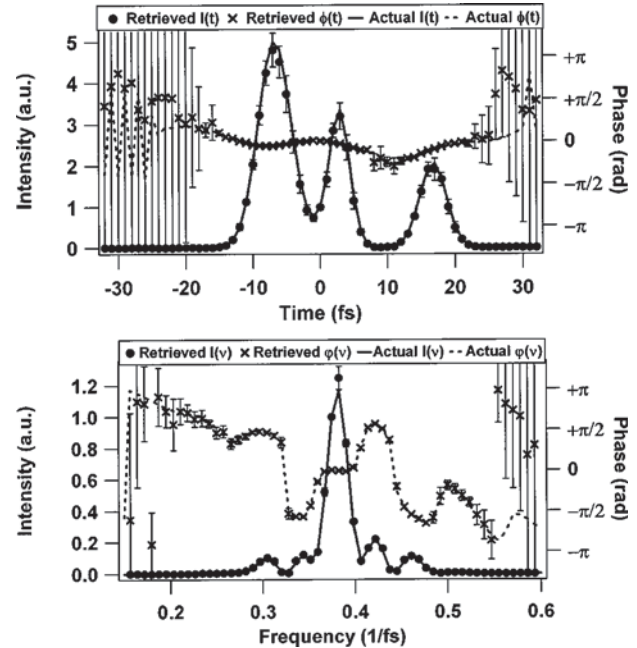 ● Retrieved I(t) × Retrieved ϕ(t) — Actual I(t) ---- Actual ϕ(t)
5
4
3
2
1
0
Intensity (a.u.)
+π
+π/2
0
−π/2
−π
Phase (rad)
-30 -20 -10 0 10 20 30
Time (fs)
● Retrieved I(ν) × Retrieved φ(ν) — Actual I(ν) ---- Actual φ(ν)
1.2
1.0
0.8
0.6
0.4
0.2
0.0
Intensity (a.u.)
+π
+π/2
0
−π/2
−π
Phase (rad)
0.2 0.3 0.4 0.5 0.6
Frequency (1/fs)